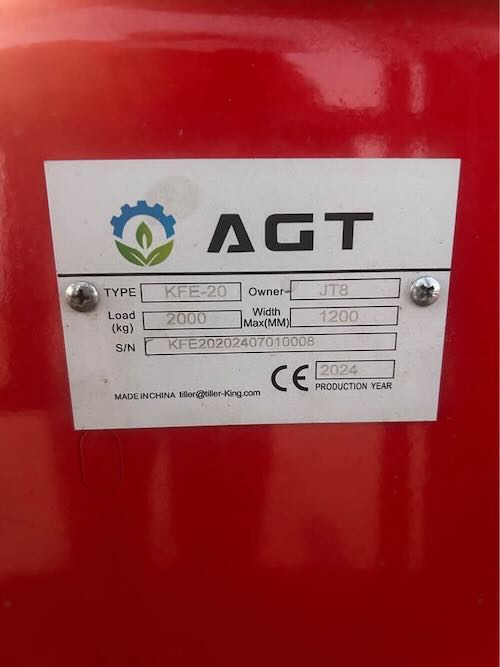 AGT
TYPE KFE-20 Owner JT8
Load (kg) 2000 Width Max(MM) 1200
S/N KFE20202407010008
CE 2024
PRODUCTION YEAR
MADE IN CHINA tiller@tiller-King.com